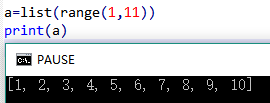 a=list(range(1,11))
print(a)
C:\. PAUSE
[1, 2, 3, 4, 5, 6, 7, 8, 9, 10]